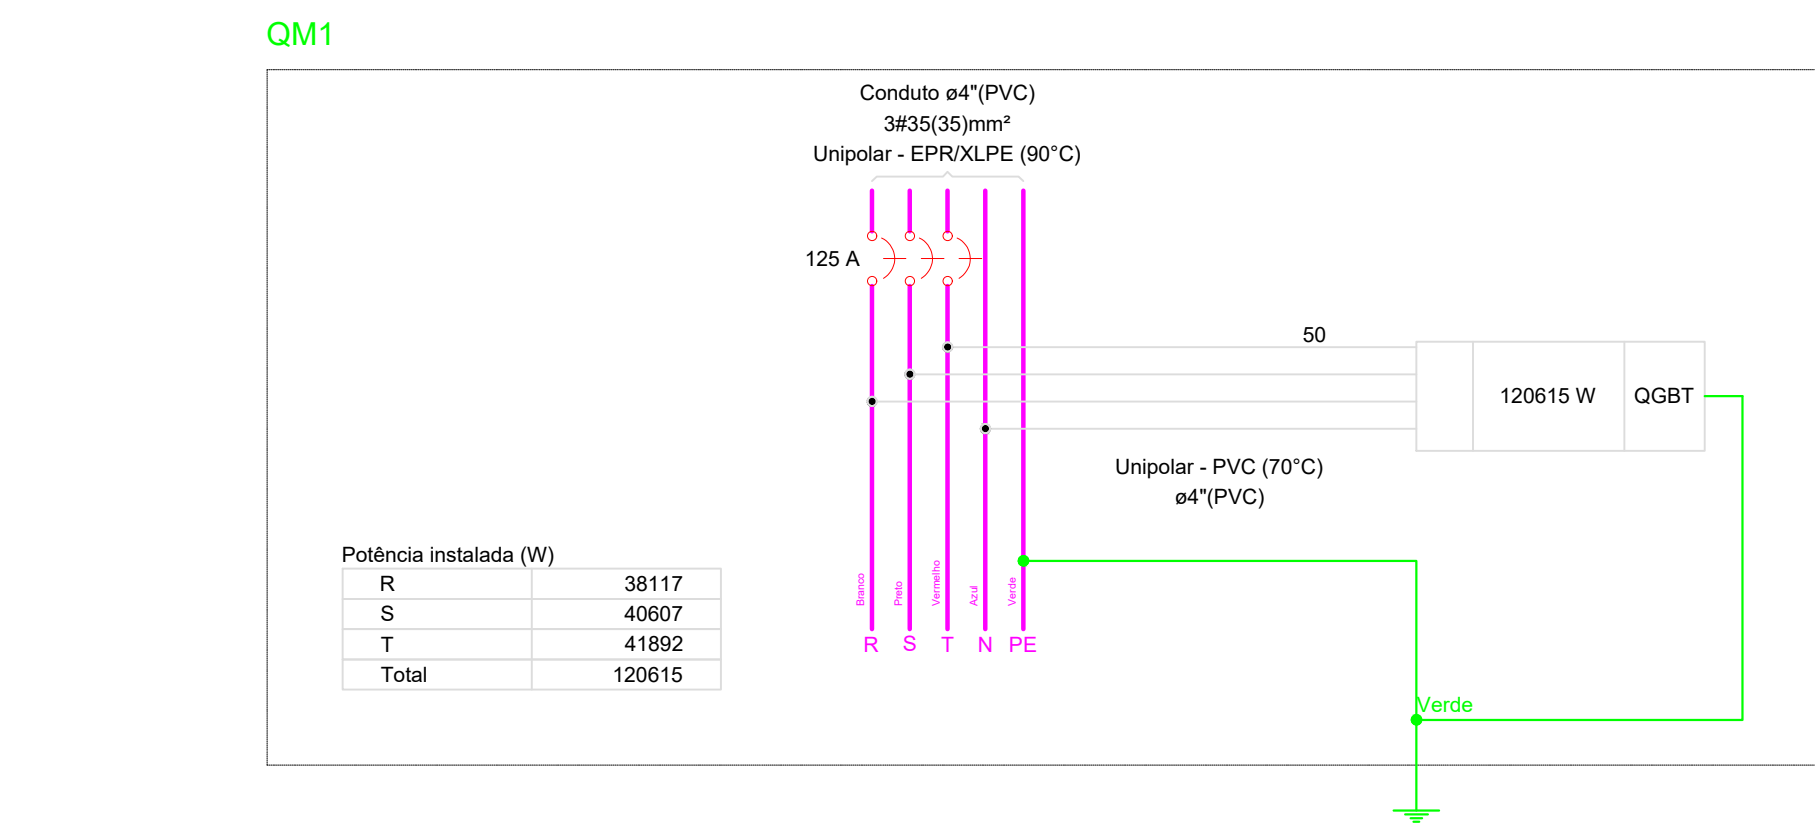 QM1
Conduto ø4"(PVC)
3#35(35)mm²
Unipolar - EPR/XLPE (90°C)
125 A
50
120615 W QGBT
Unipolar - PVC (70°C)
ø4"(PVC)
Potência instalada (W)
R 38117
S 40607
T 41892
Total 120615
Branco Preto Vermelho Azul Verde
R S T N PE
Verde